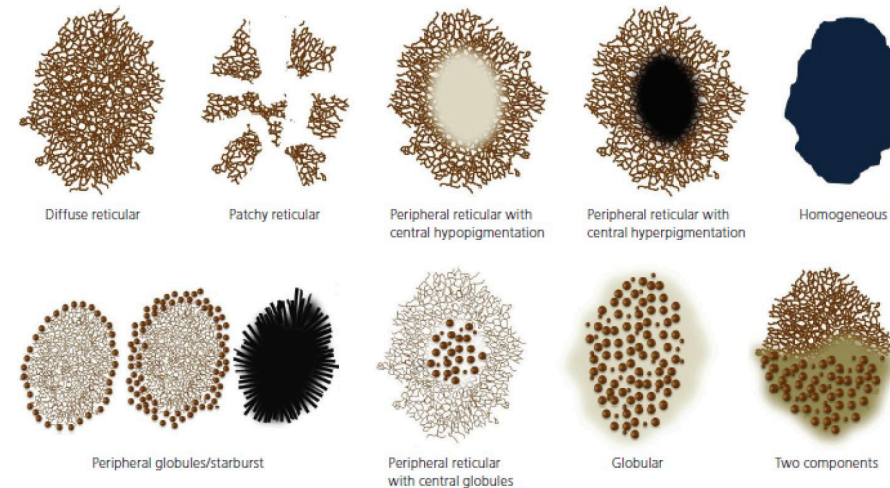 Diffuse reticular
Patchy reticular
Peripheral reticular with
central hypopigmentation
Peripheral reticular with
central hyperpigmentation
Homogeneous
Peripheral globules/starburst
Peripheral reticular
with central globules
Globular
Two components